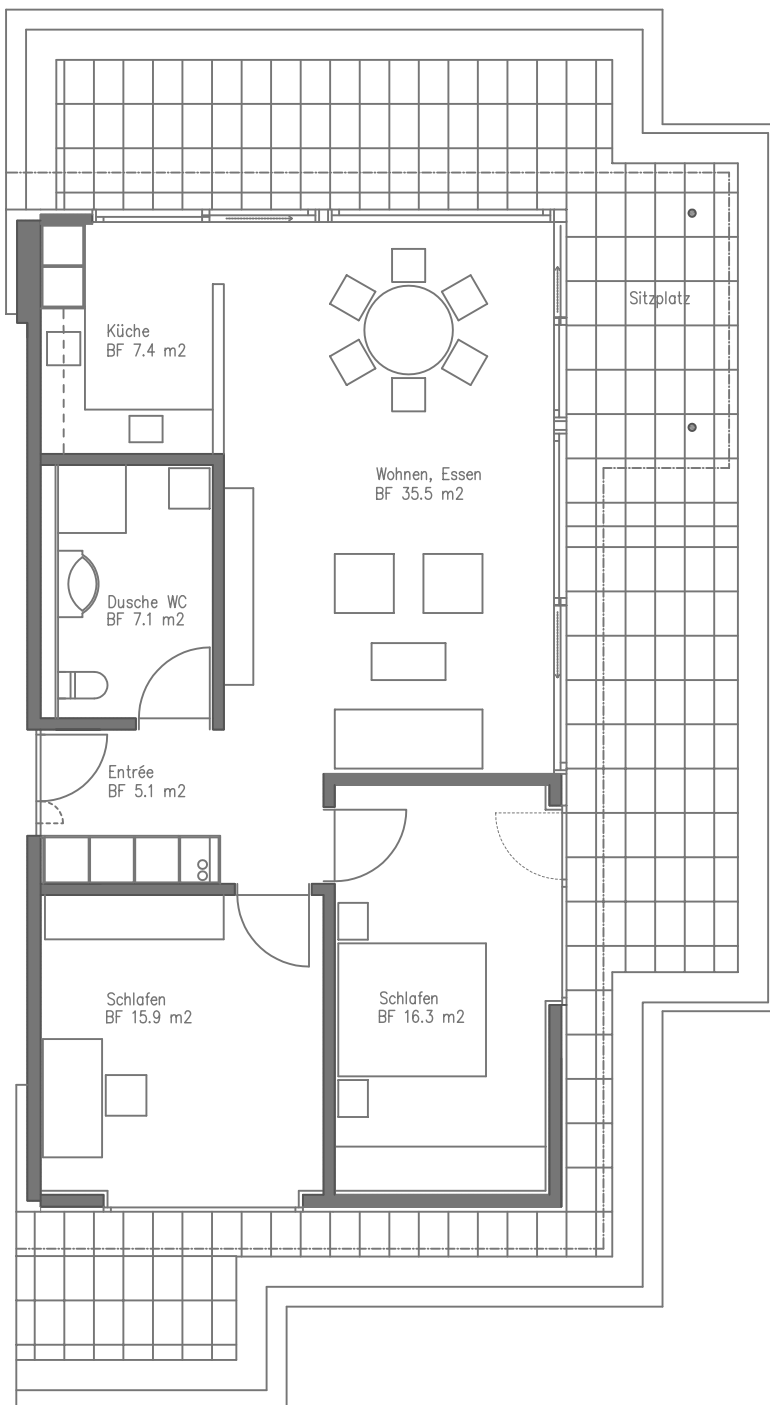 Sitzplatz
Küche
BF 7.4 m2
Wohnen, Essen
BF 35.5 m2
Dusche WC
BF 7.1 m2
Entrée
BF 5.1 m2
Schlafen
BF 15.9 m2
Schlafen
BF 16.3 m2